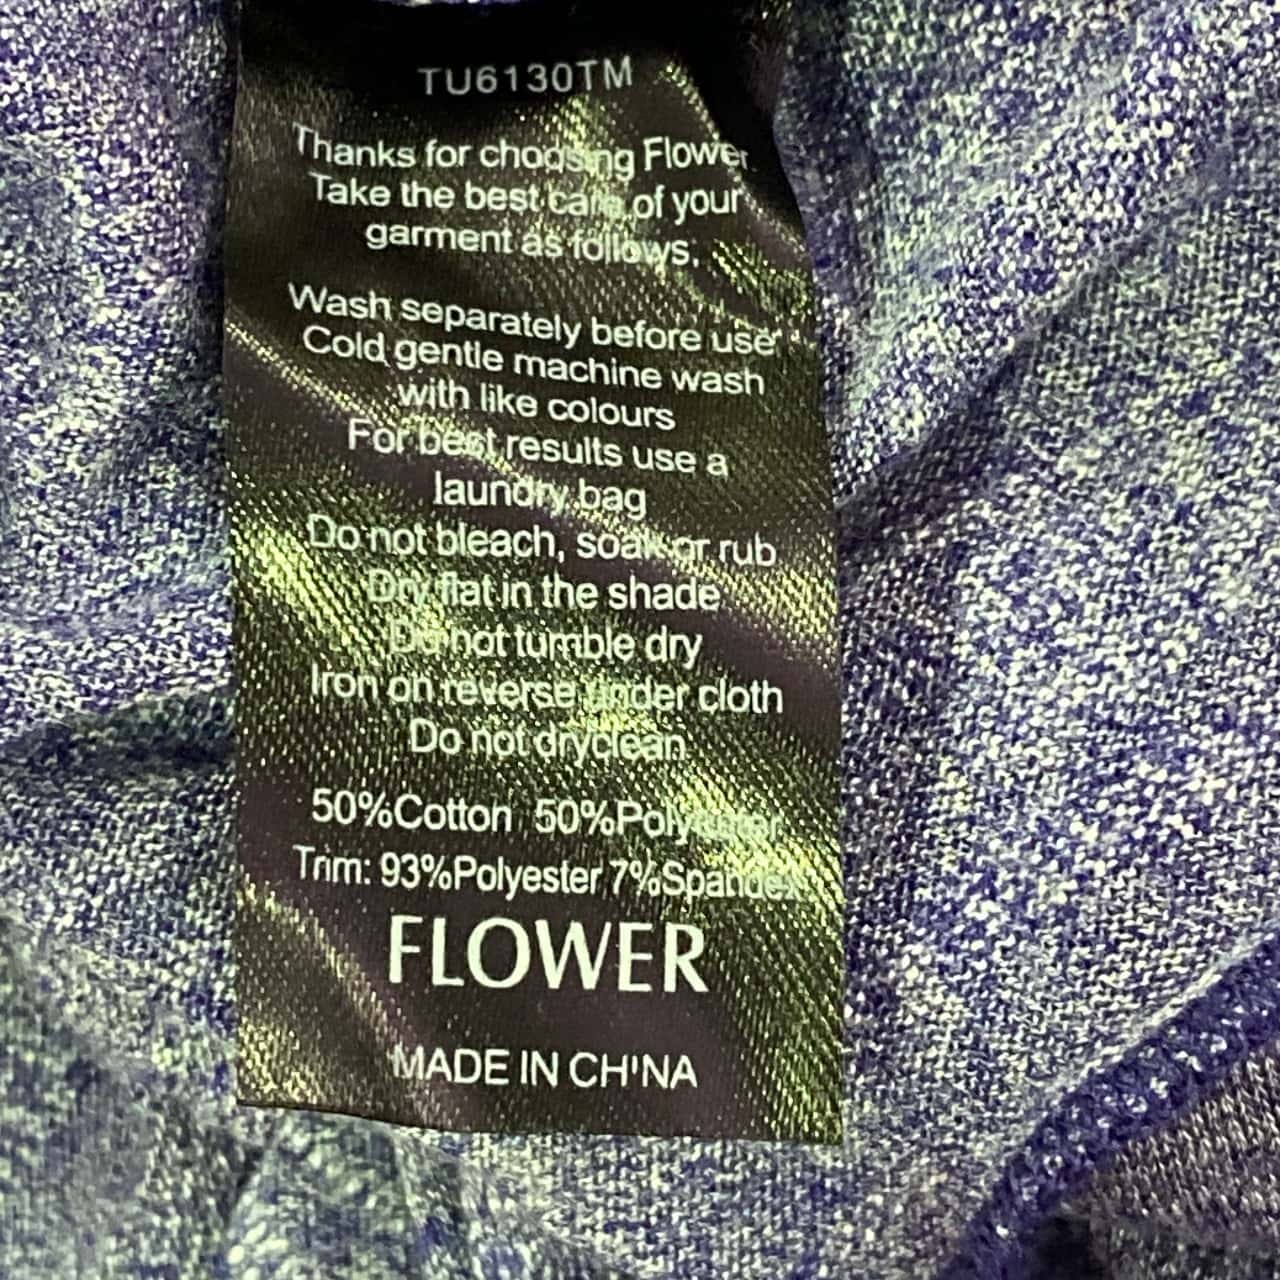 TU6130TM
Thanks for choosing Flower
Take the best care of your
garment as follows.
Wash separately before use
Cold gentle machine wash
with like colours
For best results use a
laundry bag
Do not bleach, soak or rub
Dry flat in the shade
Do not tumble dry
Iron on reverse under cloth
Do not dryclean
50%Cotton 50%Polyester
Trim: 93%Polyester 7%Spandex
FLOWER
MADE IN CHINA